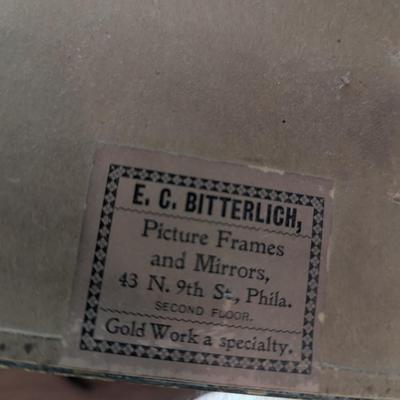 E. C. BITTERLICH,
Picture Frames
and Mirrors,
43 N. 9th St., Phila.
SECOND FLOOR.
Gold Work a specialty.